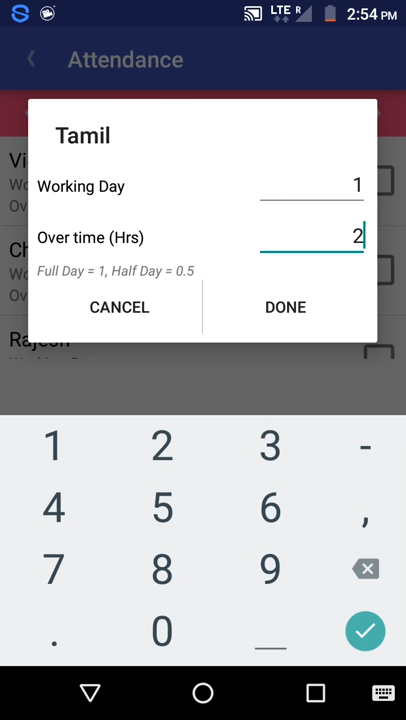 LTE R 2:54 PM
Attendance
Tamil
Working Day 1
Over time (Hrs) 2
Full Day = 1, Half Day = 0.5
CANCEL DONE
Rajesh
1 2 3 -
4 5 6 ,
7 8 9
. 0 _